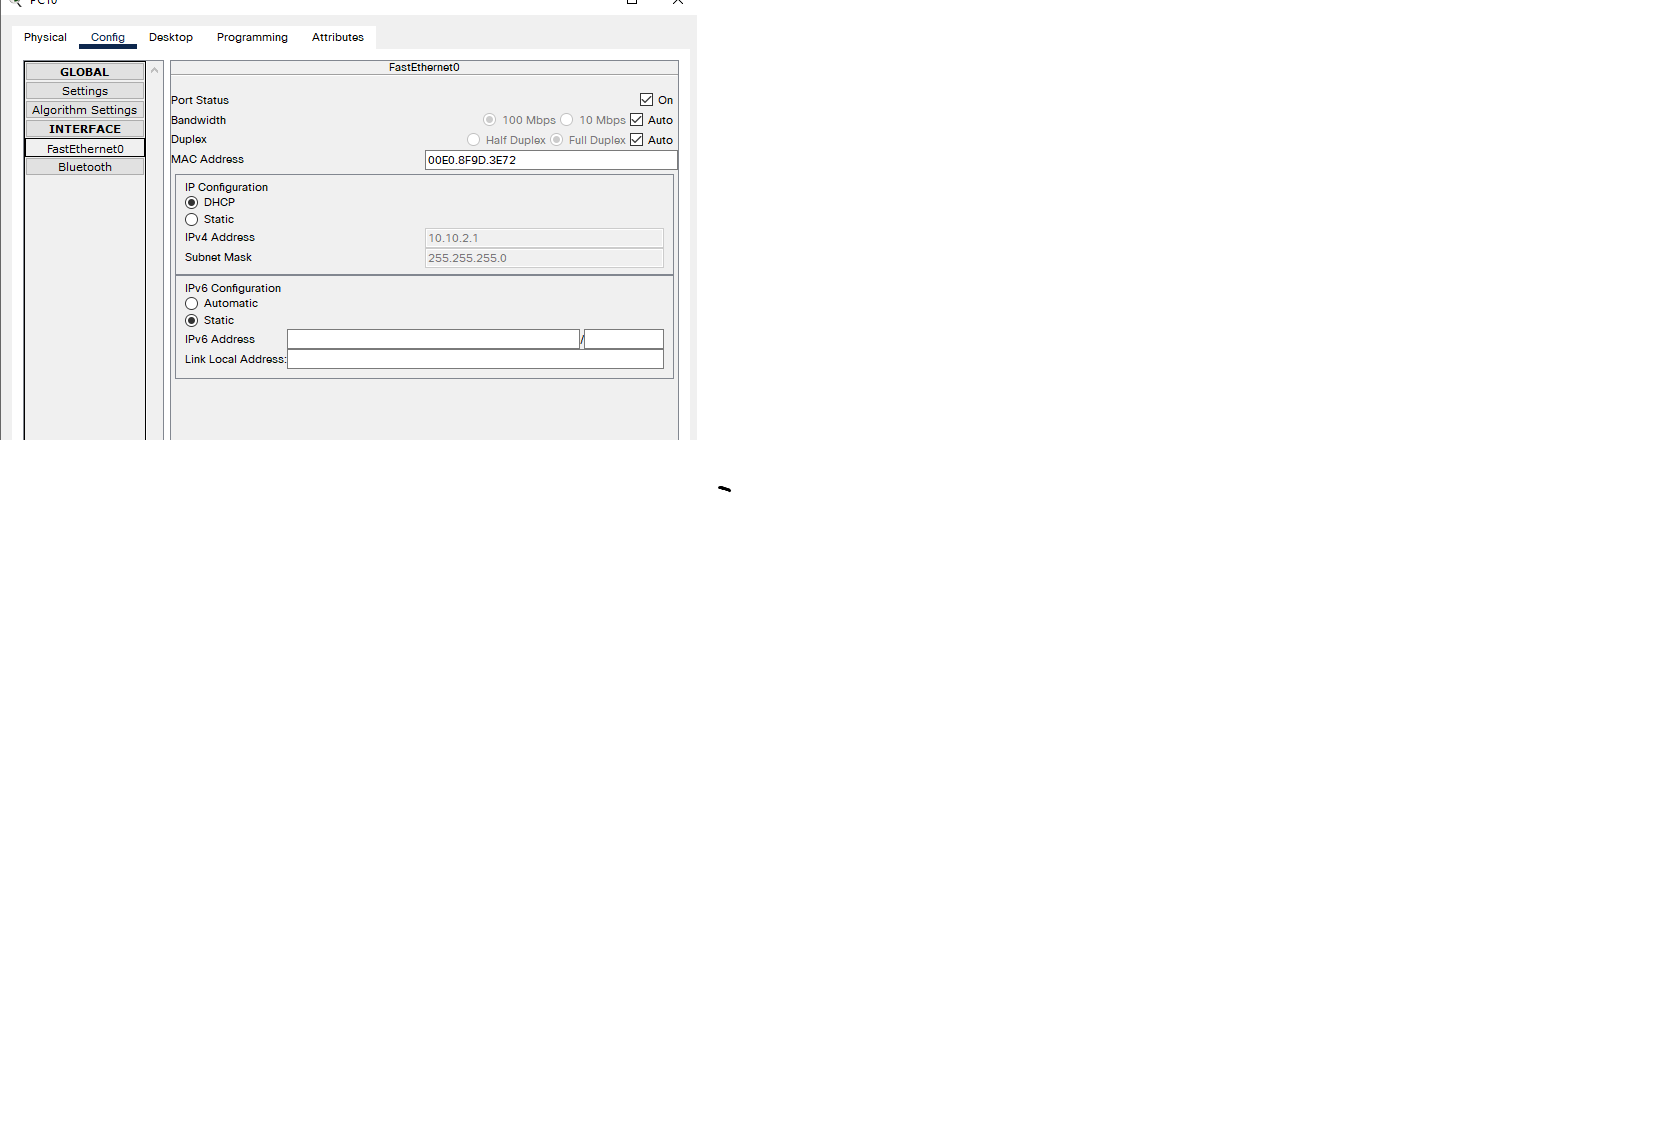 PC10
Physical Config Desktop Programming Attributes
GLOBAL
Settings
Algorithm Settings
INTERFACE
FastEthernet0
Bluetooth
FastEthernet0
Port Status On
Bandwidth 100 Mbps 10 Mbps Auto
Duplex Half Duplex Full Duplex Auto
MAC Address 00E0.8F9D.3E72
IP Configuration
DHCP
Static
IPv4 Address 10.10.2.1
Subnet Mask 255.255.255.0
IPv6 Configuration
Automatic
Static
IPv6 Address /
Link Local Address: